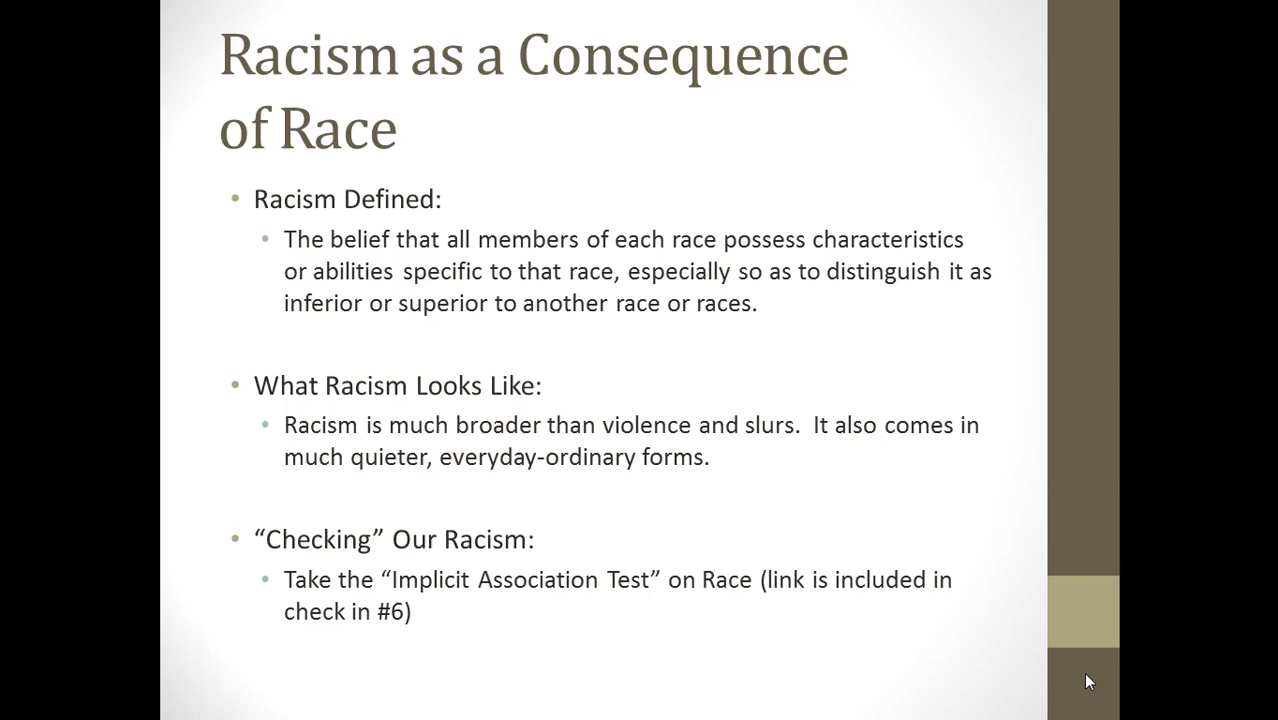 Racism as a Consequence
of Race
• Racism Defined:
• The belief that all members of each race possess characteristics
or abilities specific to that race, especially so as to distinguish it as
inferior or superior to another race or races.
• What Racism Looks Like:
• Racism is much broader than violence and slurs.  It also comes in
much quieter, everyday-ordinary forms.
• “Checking” Our Racism:
• Take the “Implicit Association Test” on Race (link is included in
check in #6)